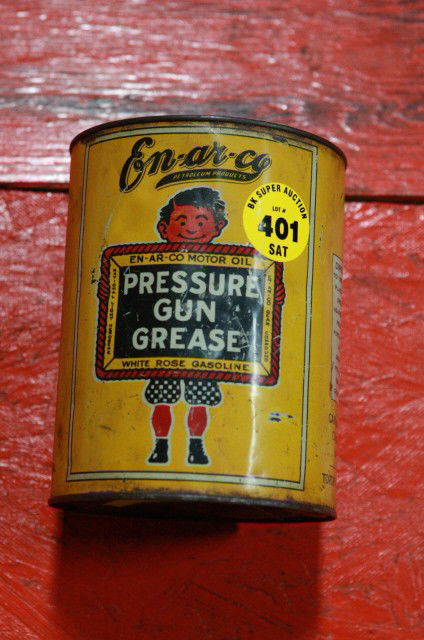 En-ar-co
PETROLEUM PRODUCTS
BK SUPER AUCTION
LOT #
401
SAT
EN-AR-CO MOTOR OIL
PRESSURE
GUN
GREASE
WHITE ROSE GASOLINE